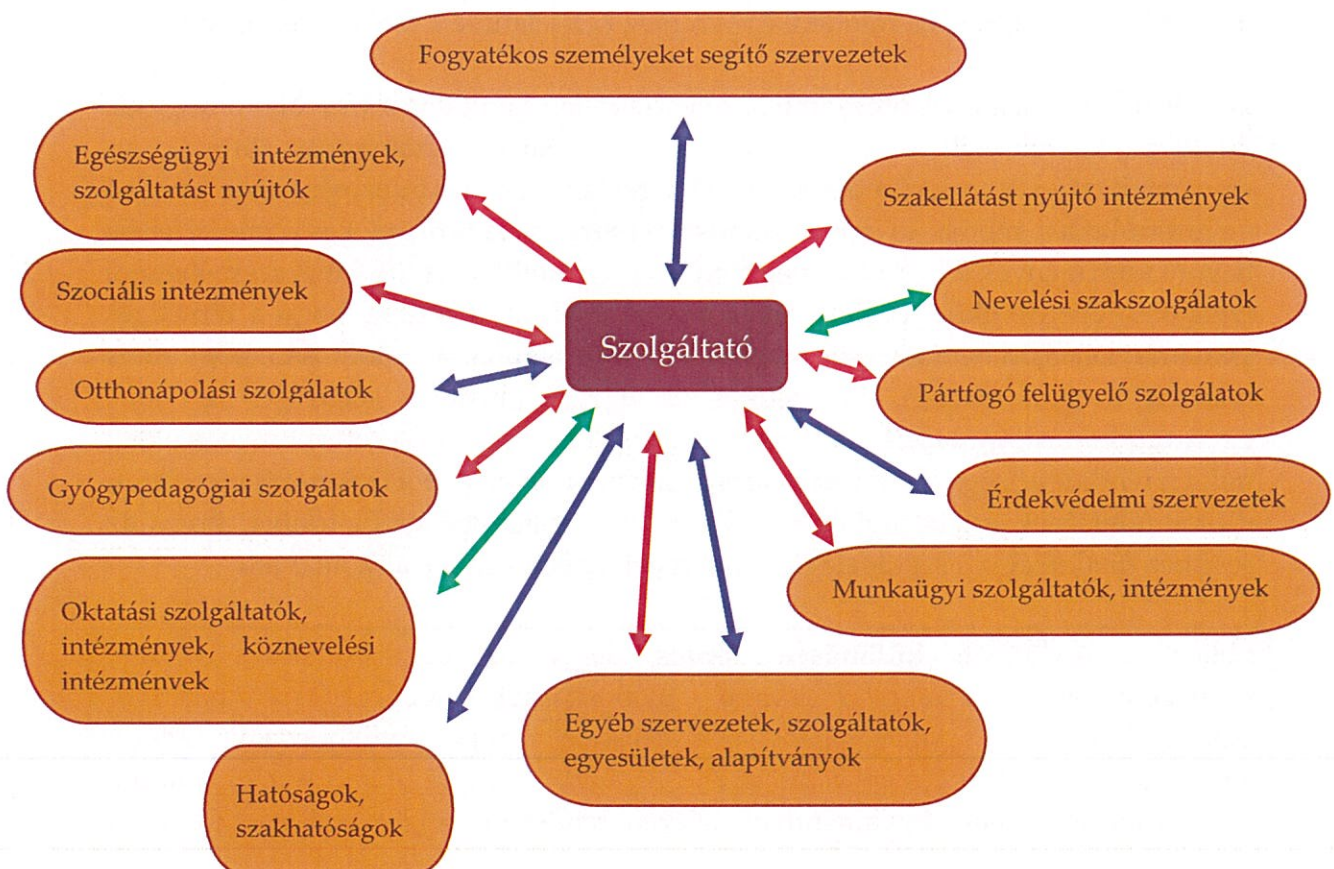 Fogyatékos személyeket segítő szervezetek
Egészségügyi intézmények,
szolgáltatást nyújtók
Szakellátást nyújtó intézmények
Szociális intézmények
Nevelési szakszolgálatok
Szolgáltató
Otthonápolási szolgálatok
Pártfogó felügyelő szolgálatok
Gyógypedagógiai szolgálatok
Érdekvédelmi szervezetek
Munkaügyi szolgáltatók, intézmények
Oktatási szolgáltatók,
intézmények, köznevelési
intézménvek
Egyéb szervezetek, szolgáltatók,
egyesületek, alapítványok
Hatóságok,
szakhatóságok